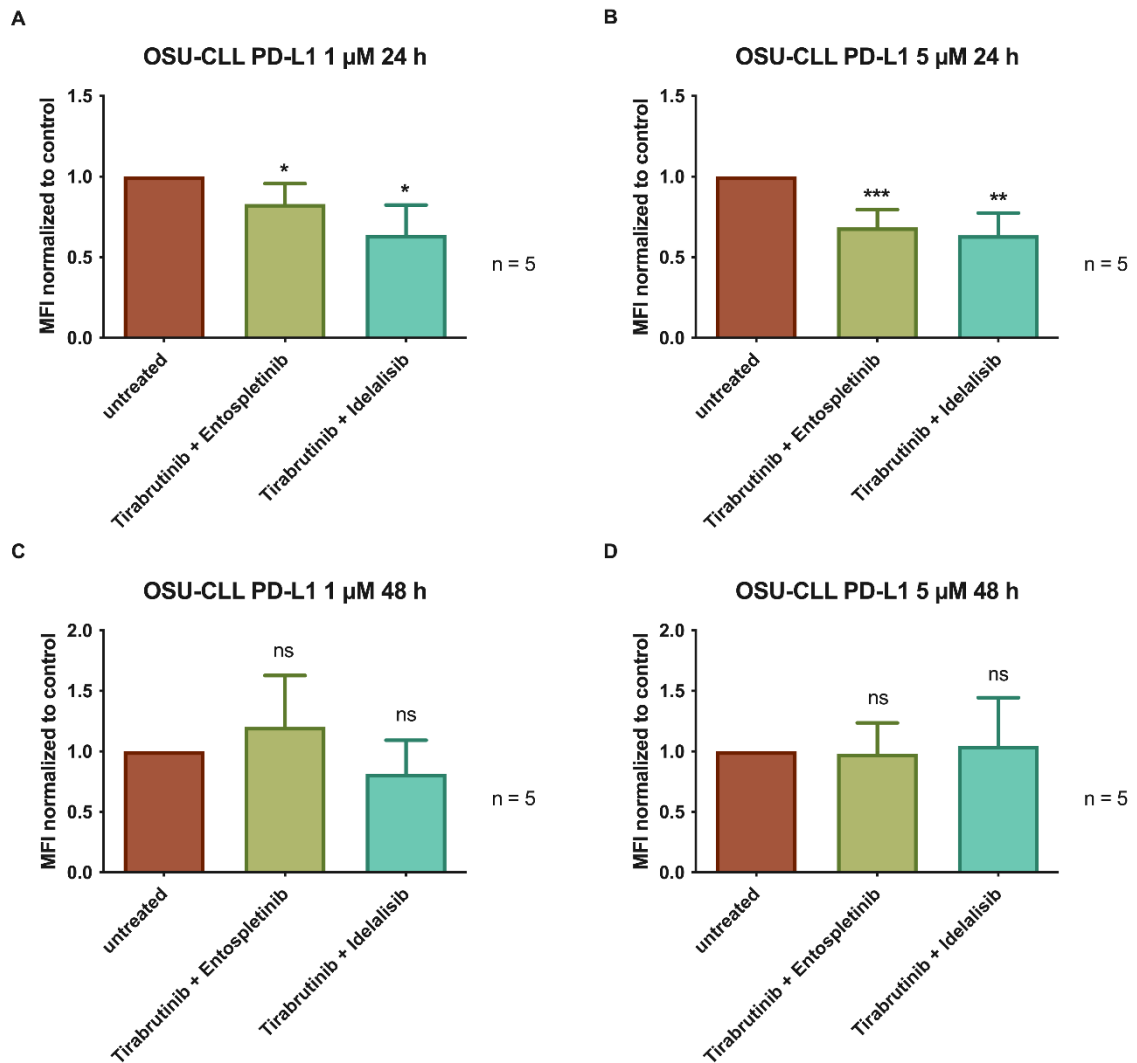 A
OSU-CLL PD-L1 1 µM 24 h
MFI normalized to control
1.5
1.0
0.5
0.0
*
*
n = 5
untreated
Tirabrutinib + Entospletinib
Tirabrutinib + Idelalisib
B
OSU-CLL PD-L1 5 µM 24 h
MFI normalized to control
1.5
1.0
0.5
0.0
***
**
n = 5
untreated
Tirabrutinib + Entospletinib
Tirabrutinib + Idelalisib
C
OSU-CLL PD-L1 1 µM 48 h
MFI normalized to control
2.0
1.5
1.0
0.5
0.0
ns
ns
n = 5
untreated
Tirabrutinib + Entospletinib
Tirabrutinib + Idelalisib
D
OSU-CLL PD-L1 5 µM 48 h
MFI normalized to control
2.0
1.5
1.0
0.5
0.0
ns
ns
n = 5
untreated
Tirabrutinib + Entospletinib
Tirabrutinib + Idelalisib